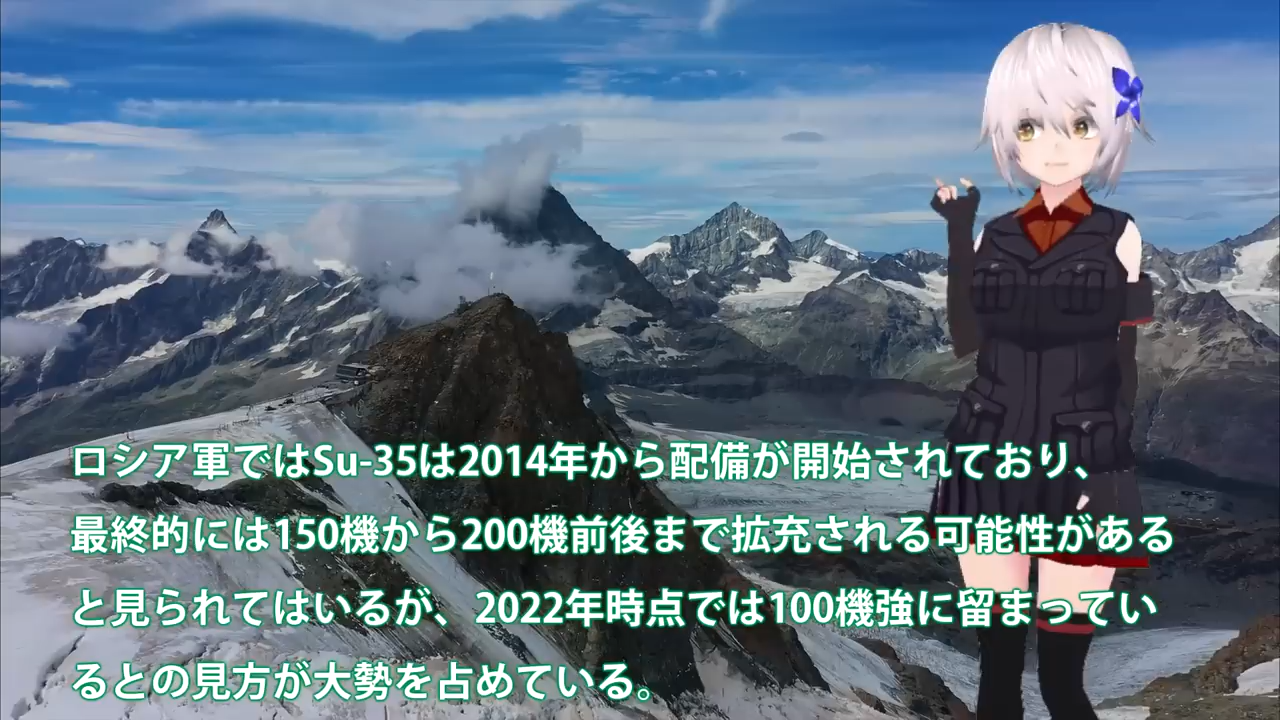 ロシア軍ではSu-35は2014年から配備が開始されており、
最終的には150機から200機前後まで拡充される可能性がある
と見られてはいるが、2022年時点では100機強に留まってい
るとの見方が大勢を占めている。